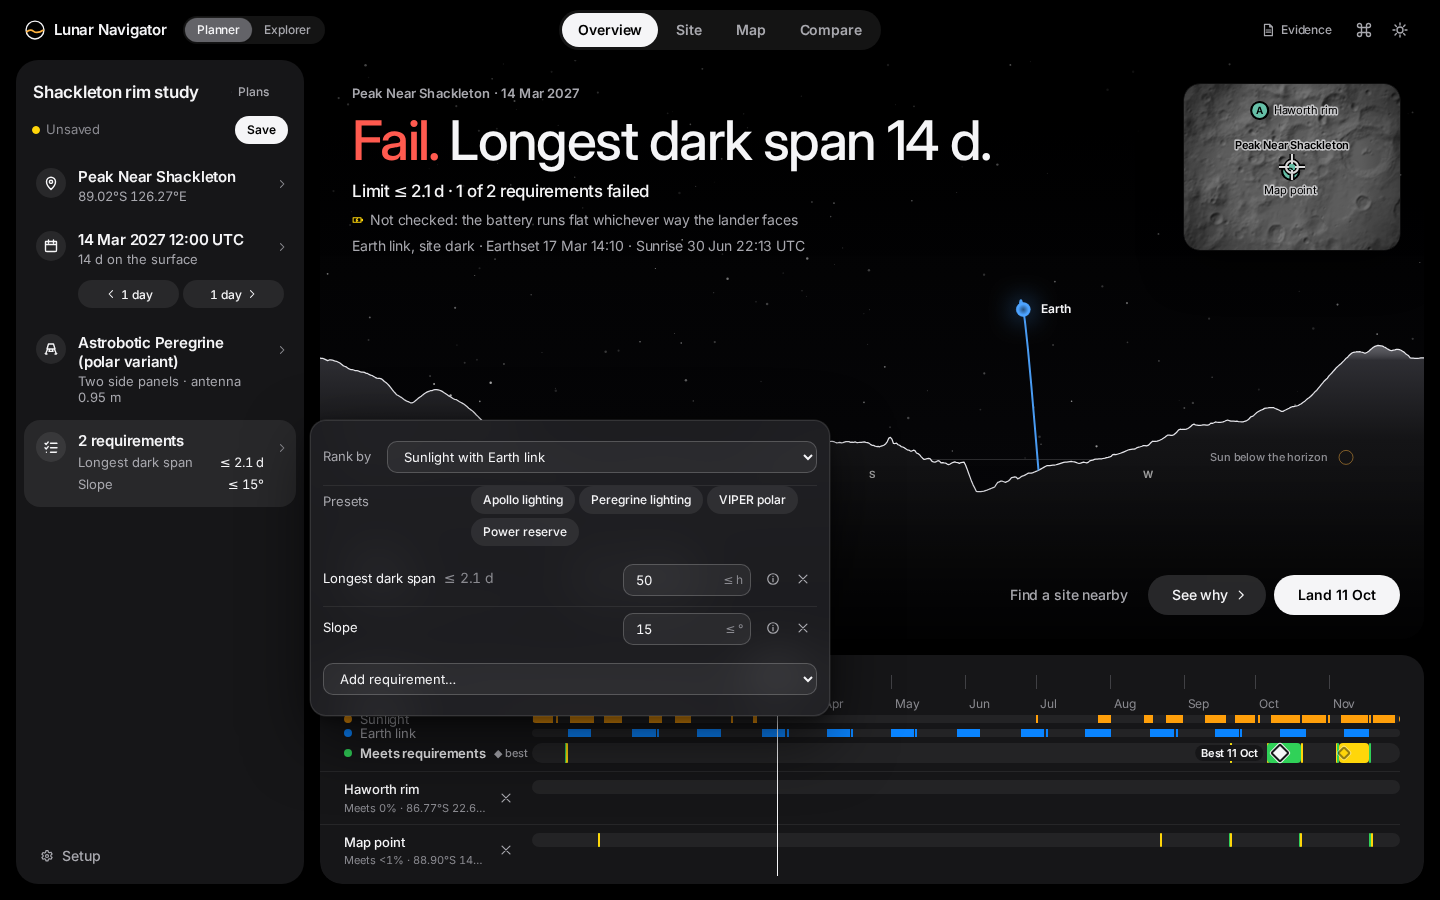 Lunar Navigator
Planner
Explorer
Overview
Site
Map
Compare
Evidence
Shackleton rim study
Plans
Unsaved
Save
Peak Near Shackleton
89.02°S 126.27°E
14 Mar 2027 12:00 UTC
14 d on the surface
1 day
1 day
Astrobotic Peregrine
(polar variant)
Two side panels · antenna
0.95 m
2 requirements
Longest dark span ≤ 2.1 d
Slope ≤ 15°
Setup
Peak Near Shackleton · 14 Mar 2027
Fail. Longest dark span 14 d.
Limit ≤ 2.1 d · 1 of 2 requirements failed
Not checked: the battery runs flat whichever way the lander faces
Earth link, site dark · Earthset 17 Mar 14:10 · Sunrise 30 Jun 22:13 UTC
A Haworth rim
Peak Near Shackleton
Map point
Earth
S
W
Sun below the horizon
Find a site nearby
See why
Land 11 Oct
Rank by
Sunlight with Earth link
Presets
Apollo lighting
Peregrine lighting
VIPER polar
Power reserve
Longest dark span ≤ 2.1 d
50 ≤ h
Slope
15 ≤ °
Add requirement...
Apr
May
Jun
Jul
Aug
Sep
Oct
Nov
Sunlight
Earth link
Meets requirements ◆ best
Best 11 Oct
Haworth rim
Meets 0% · 86.77°S 22.6...
Map point
Meets <1% · 88.90°S 14...